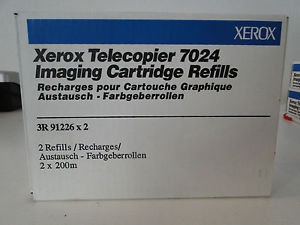 XEROX
Xerox Telecopier 7024
Imaging Cartridge Refills
Recharges pour Cartouche Graphique
Austausch - Farbgeberrollen
3R 91226 x 2
2 Refills / Recharges/
Austausch - Farbgeberrollen
2 x 200m